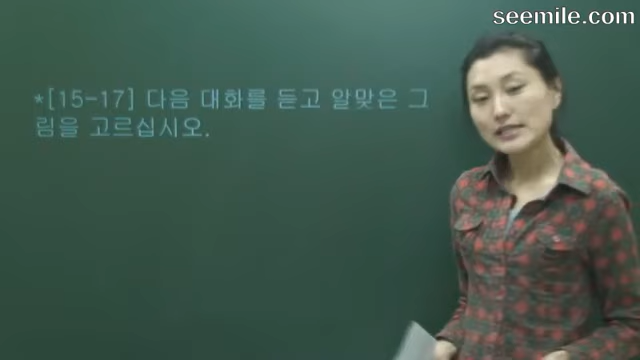 seemile.com
*[15-17] 다음 대화를 듣고 알맞은 그
림을 고르십시오.